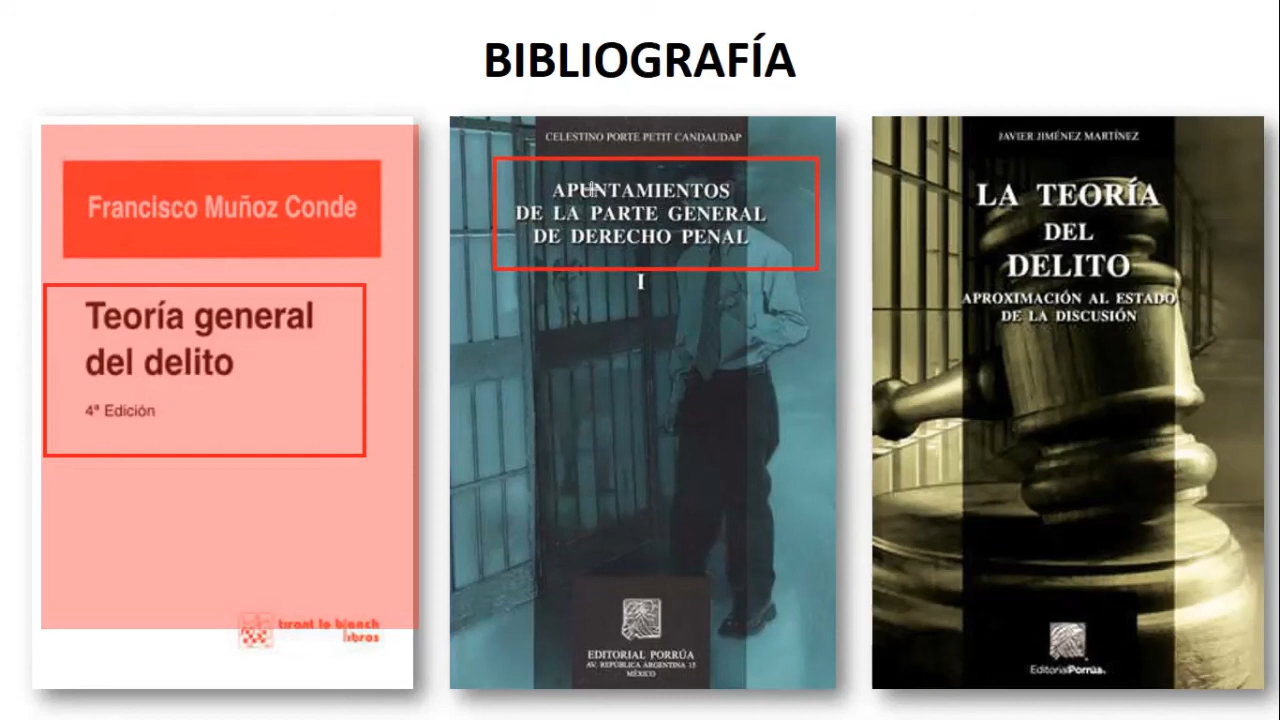 BIBLIOGRAFÍA
Francisco Muñoz Conde
Teoría general
del delito
4ª Edición
tirant lo blanch
libros
CELESTINO PORTE PETIT CANDAUDAP
APUNTAMIENTOS
DE LA PARTE GENERAL
DE DERECHO PENAL
I
EDITORIAL PORRÚA
AV. REPÚBLICA ARGENTINA 15
MÉXICO
JAVIER JIMÉNEZ MARTÍNEZ
LA TEORÍA
DEL
DELITO
APROXIMACIÓN AL ESTADO
DE LA DISCUSIÓN
EditorialPorrúa